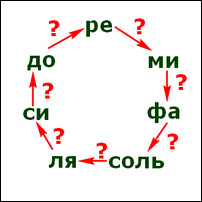 ? ре ?
до ми
? ?
си фа
? ? ?
ля соль